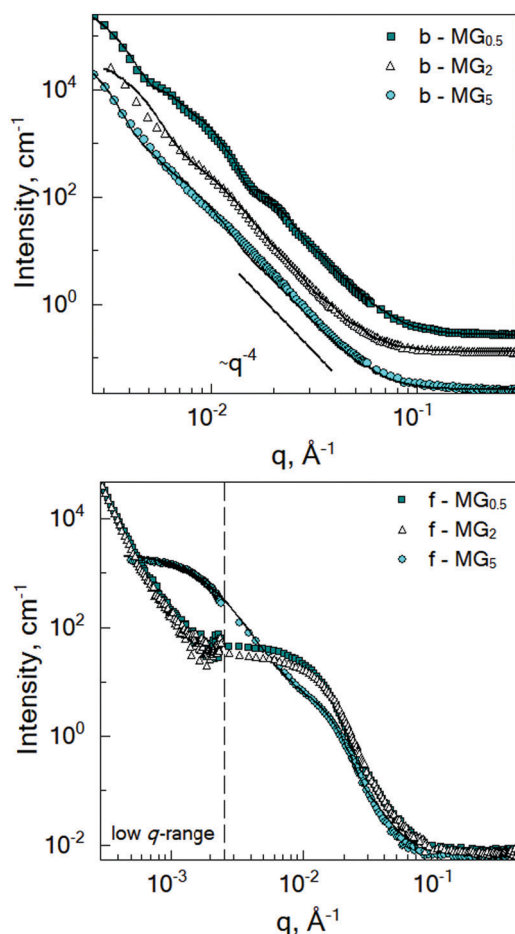 b - MG0.5
b - MG2
b - MG5
10^4
10^2
10^0
Intensity, cm^-1
~q^-4
10^-2
10^-1
q, Å^-1
f - MG0.5
f - MG2
f - MG5
10^4
10^2
10^0
10^-2
Intensity, cm^-1
low q-range
10^-3
10^-2
10^-1
q, Å^-1